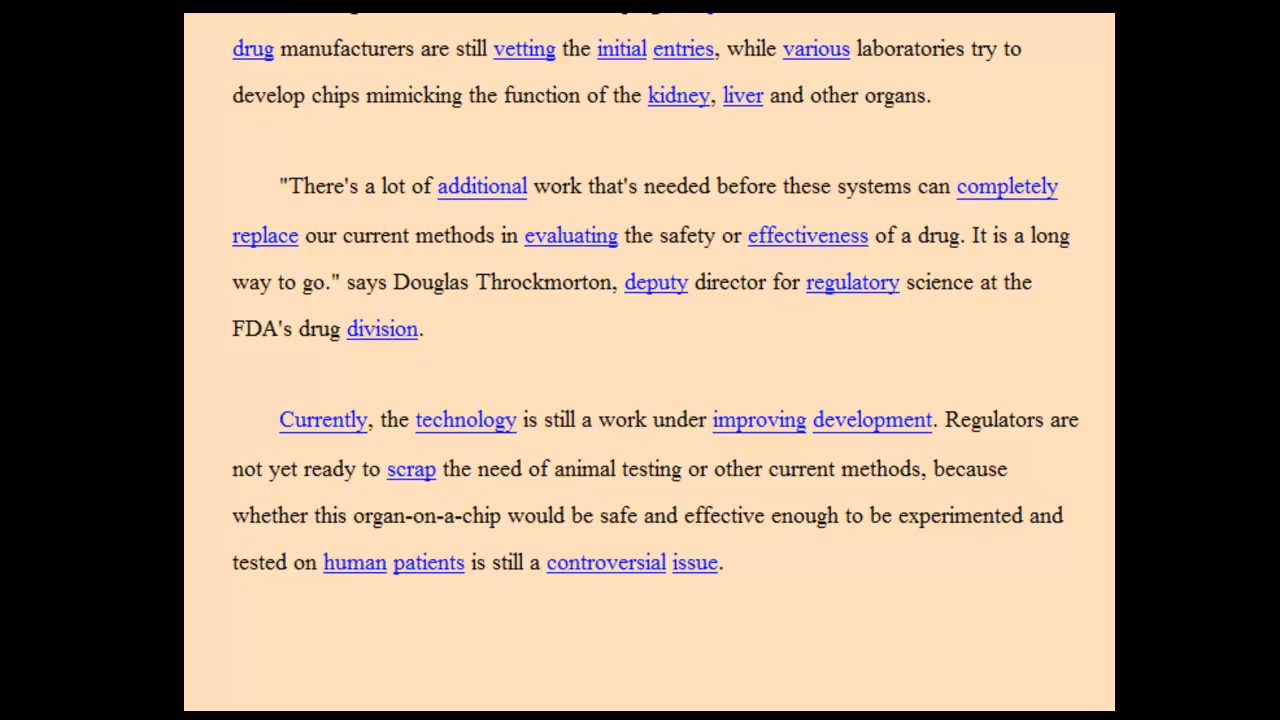 drug manufacturers are still vetting the initial entries, while various laboratories try to
develop chips mimicking the function of the kidney, liver and other organs.
"There's a lot of additional work that's needed before these systems can completely
replace our current methods in evaluating the safety or effectiveness of a drug. It is a long
way to go." says Douglas Throckmorton, deputy director for regulatory science at the
FDA's drug division.
Currently, the technology is still a work under improving development. Regulators are
not yet ready to scrap the need of animal testing or other current methods, because
whether this organ-on-a-chip would be safe and effective enough to be experimented and
tested on human patients is still a controversial issue.